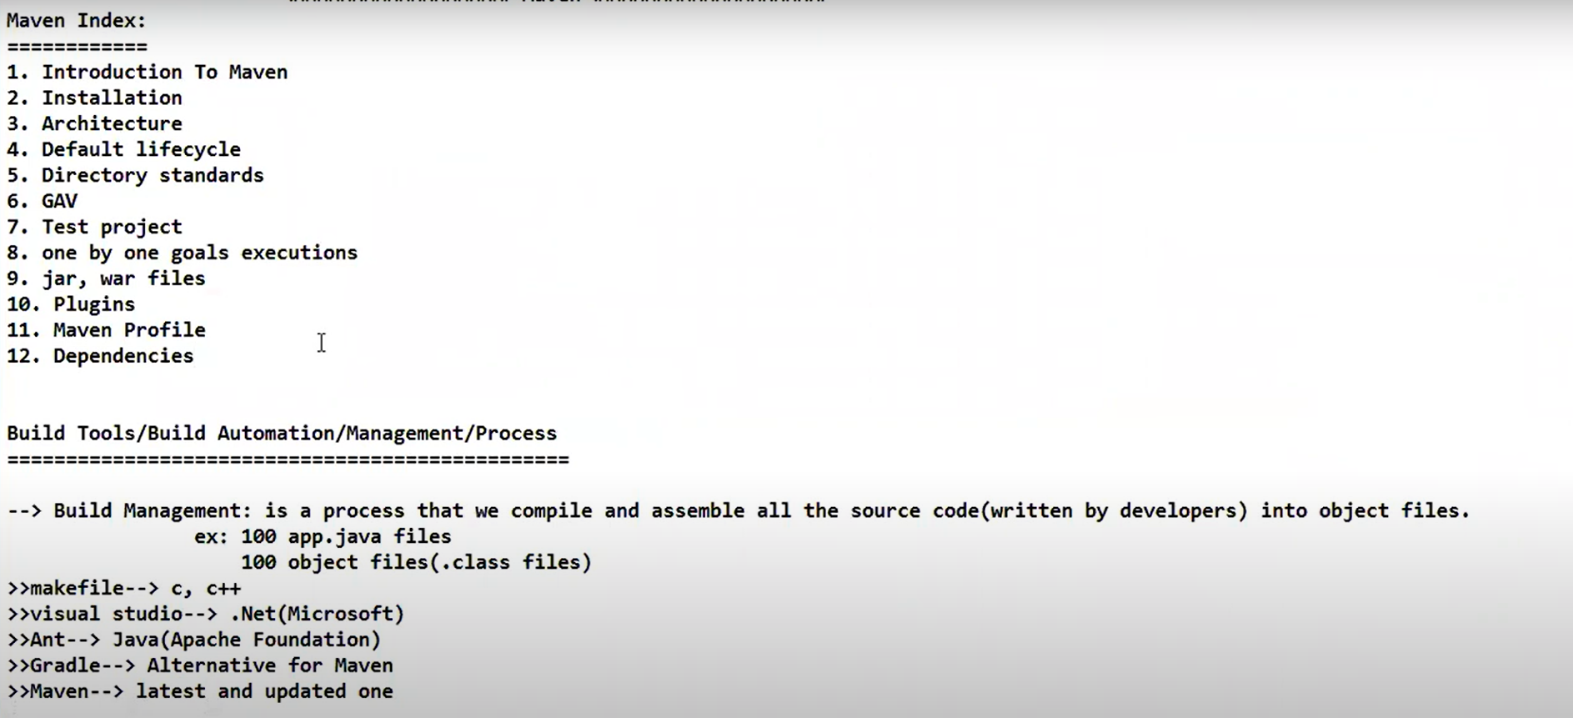 Maven Index:
============
1. Introduction To Maven
2. Installation
3. Architecture
4. Default lifecycle
5. Directory standards
6. GAV
7. Test project
8. one by one goals executions
9. jar, war files
10. Plugins
11. Maven Profile
12. Dependencies
Build Tools/Build Automation/Management/Process
================================================
--> Build Management: is a process that we compile and assemble all the source code(written by developers) into object files.
ex: 100 app.java files
100 object files(.class files)
>>makefile--> c, c++
>>visual studio--> .Net(Microsoft)
>>Ant--> Java(Apache Foundation)
>>Gradle--> Alternative for Maven
>>Maven--> latest and updated one